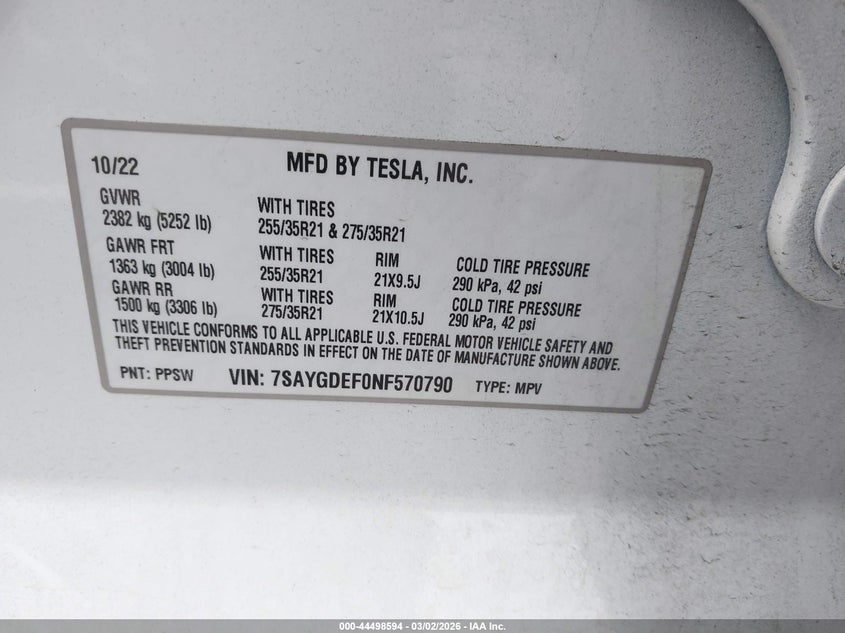 10/22 MFD BY TESLA, INC.
GVWR
2382 kg (5252 lb)
WITH TIRES
255/35R21 & 275/35R21
GAWR FRT
1363 kg (3004 lb)
WITH TIRES
255/35R21
RIM
21X9.5J
COLD TIRE PRESSURE
290 kPa, 42 psi
GAWR RR
1500 kg (3306 lb)
WITH TIRES
275/35R21
RIM
21X10.5J
COLD TIRE PRESSURE
290 kPa, 42 psi
THIS VEHICLE CONFORMS TO ALL APPLICABLE U.S. FEDERAL MOTOR VEHICLE SAFETY AND
THEFT PREVENTION STANDARDS IN EFFECT ON THE DATE OF MANUFACTURE SHOWN ABOVE.
PNT: PPSW VIN: 7SAYGDEF0NF570790 TYPE: MPV
000-44498594 - 03/02/2026 - IAA Inc.